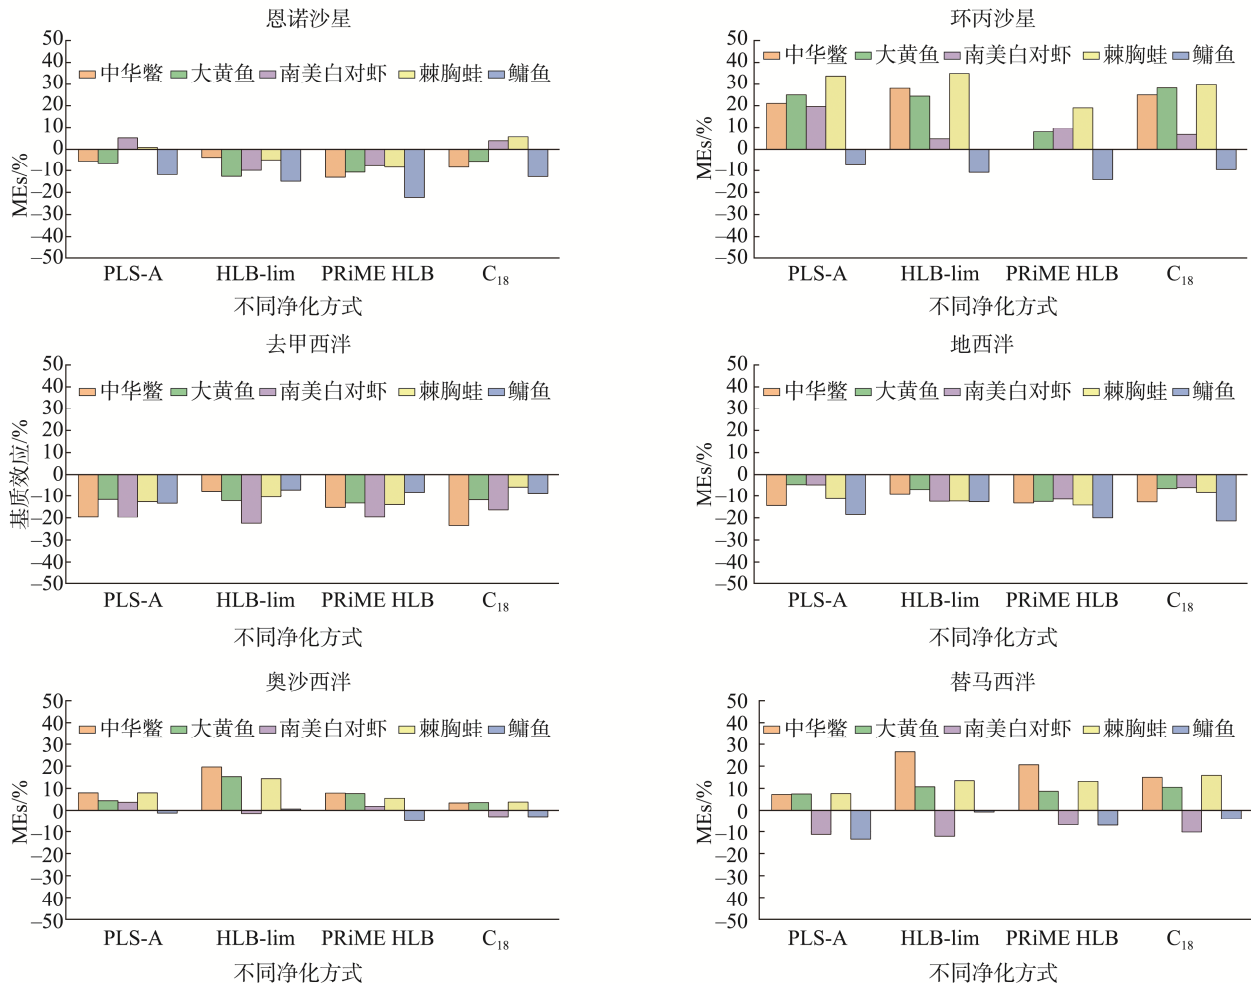 恩诺沙星
50
40
30
20
10
0
–10
–20
–30
–40
–50
MEs/%
中华鳖 大黄鱼 南美白对虾 棘胸蛙 鳙鱼
PLS-A HLB-lim PRiME HLB C₁₈
不同净化方式
环丙沙星
50
40
30
20
10
0
–10
–20
–30
–40
–50
MEs/%
中华鳖 大黄鱼 南美白对虾 棘胸蛙 鳙鱼
PLS-A HLB-lim PRiME HLB C₁₈
不同净化方式
去甲西泮
50
40
30
20
10
0
–10
–20
–30
–40
–50
基质效应/%
中华鳖 大黄鱼 南美白对虾 棘胸蛙 鳙鱼
PLS-A HLB-lim PRiME HLB C₁₈
不同净化方式
地西泮
50
40
30
20
10
0
–10
–20
–30
–40
–50
MEs/%
中华鳖 大黄鱼 南美白对虾 棘胸蛙 鳙鱼
PLS-A HLB-lim PRiME HLB C₁₈
不同净化方式
奥沙西泮
50
40
30
20
10
0
–10
–20
–30
–40
–50
MEs/%
中华鳖 大黄鱼 南美白对虾 棘胸蛙 鳙鱼
PLS-A HLB-lim PRiME HLB C₁₈
不同净化方式
替马西泮
50
40
30
20
10
0
–10
–20
–30
–40
–50
MEs/%
中华鳖 大黄鱼 南美白对虾 棘胸蛙 鳙鱼
PLS-A HLB-lim PRiME HLB C₁₈
不同净化方式